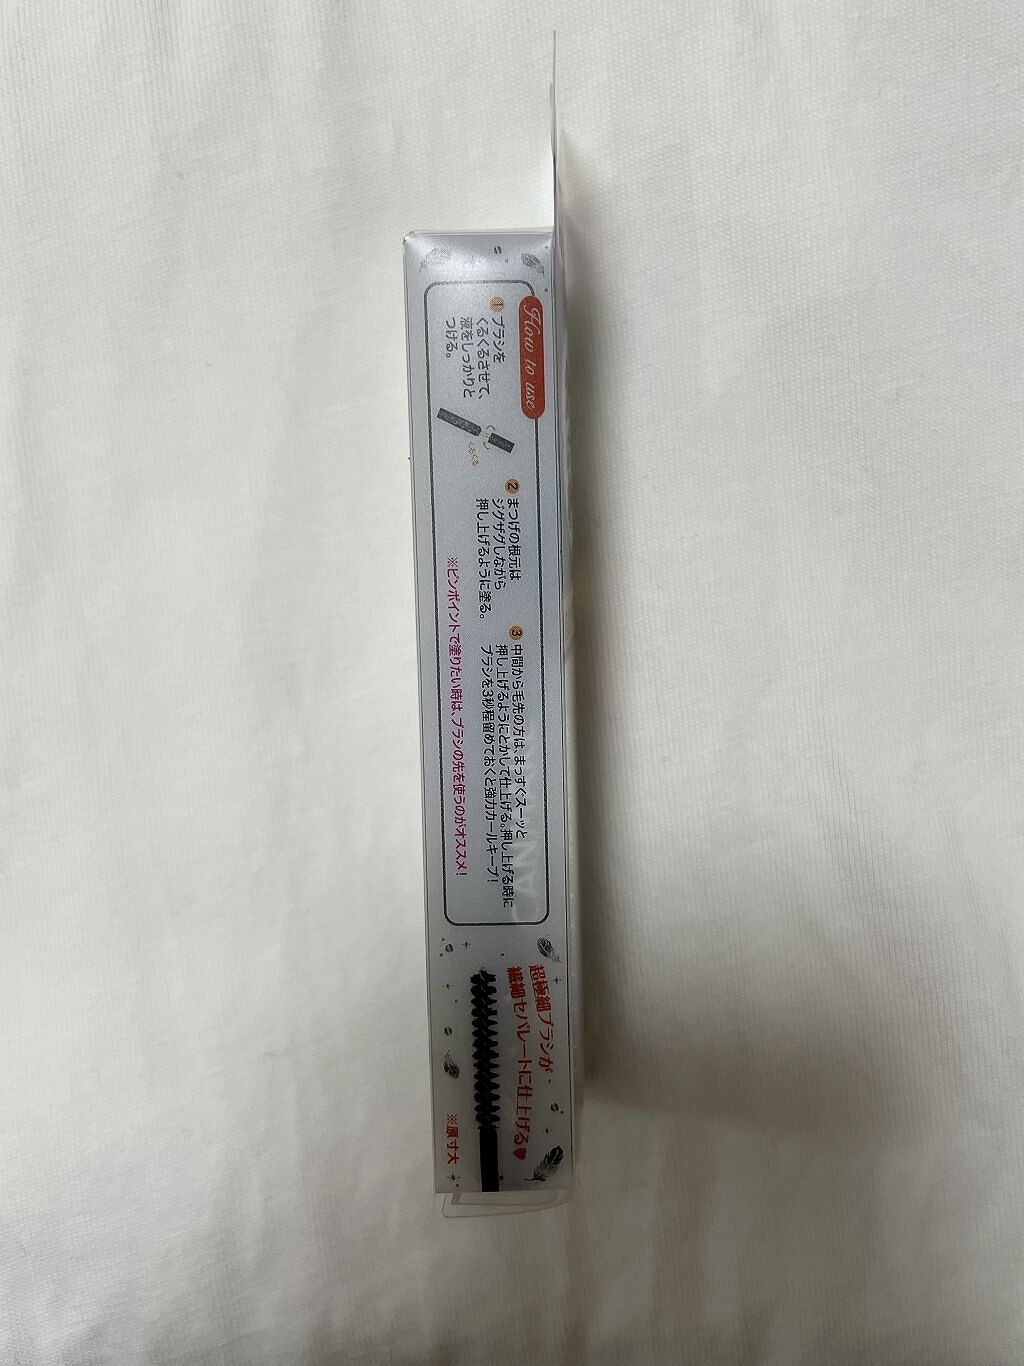 How to use
① ブラシを
くるくるさせて、
液をしっかりと
つける。
くるくる
② まつげの根元は
ジグザグしながら
押し上げるように塗る。
③ 中間から毛先の方は、まっすぐスーッと
押し上げるようにとかして仕上げる。押し上げる時に
ブラシを3秒程留めておくと強力カールキープ!
※ピンポイントで塗りたい時は、ブラシの先を使うのがオススメ!
超極細ブラシが
繊細セパレートに仕上げる♥
※原寸大